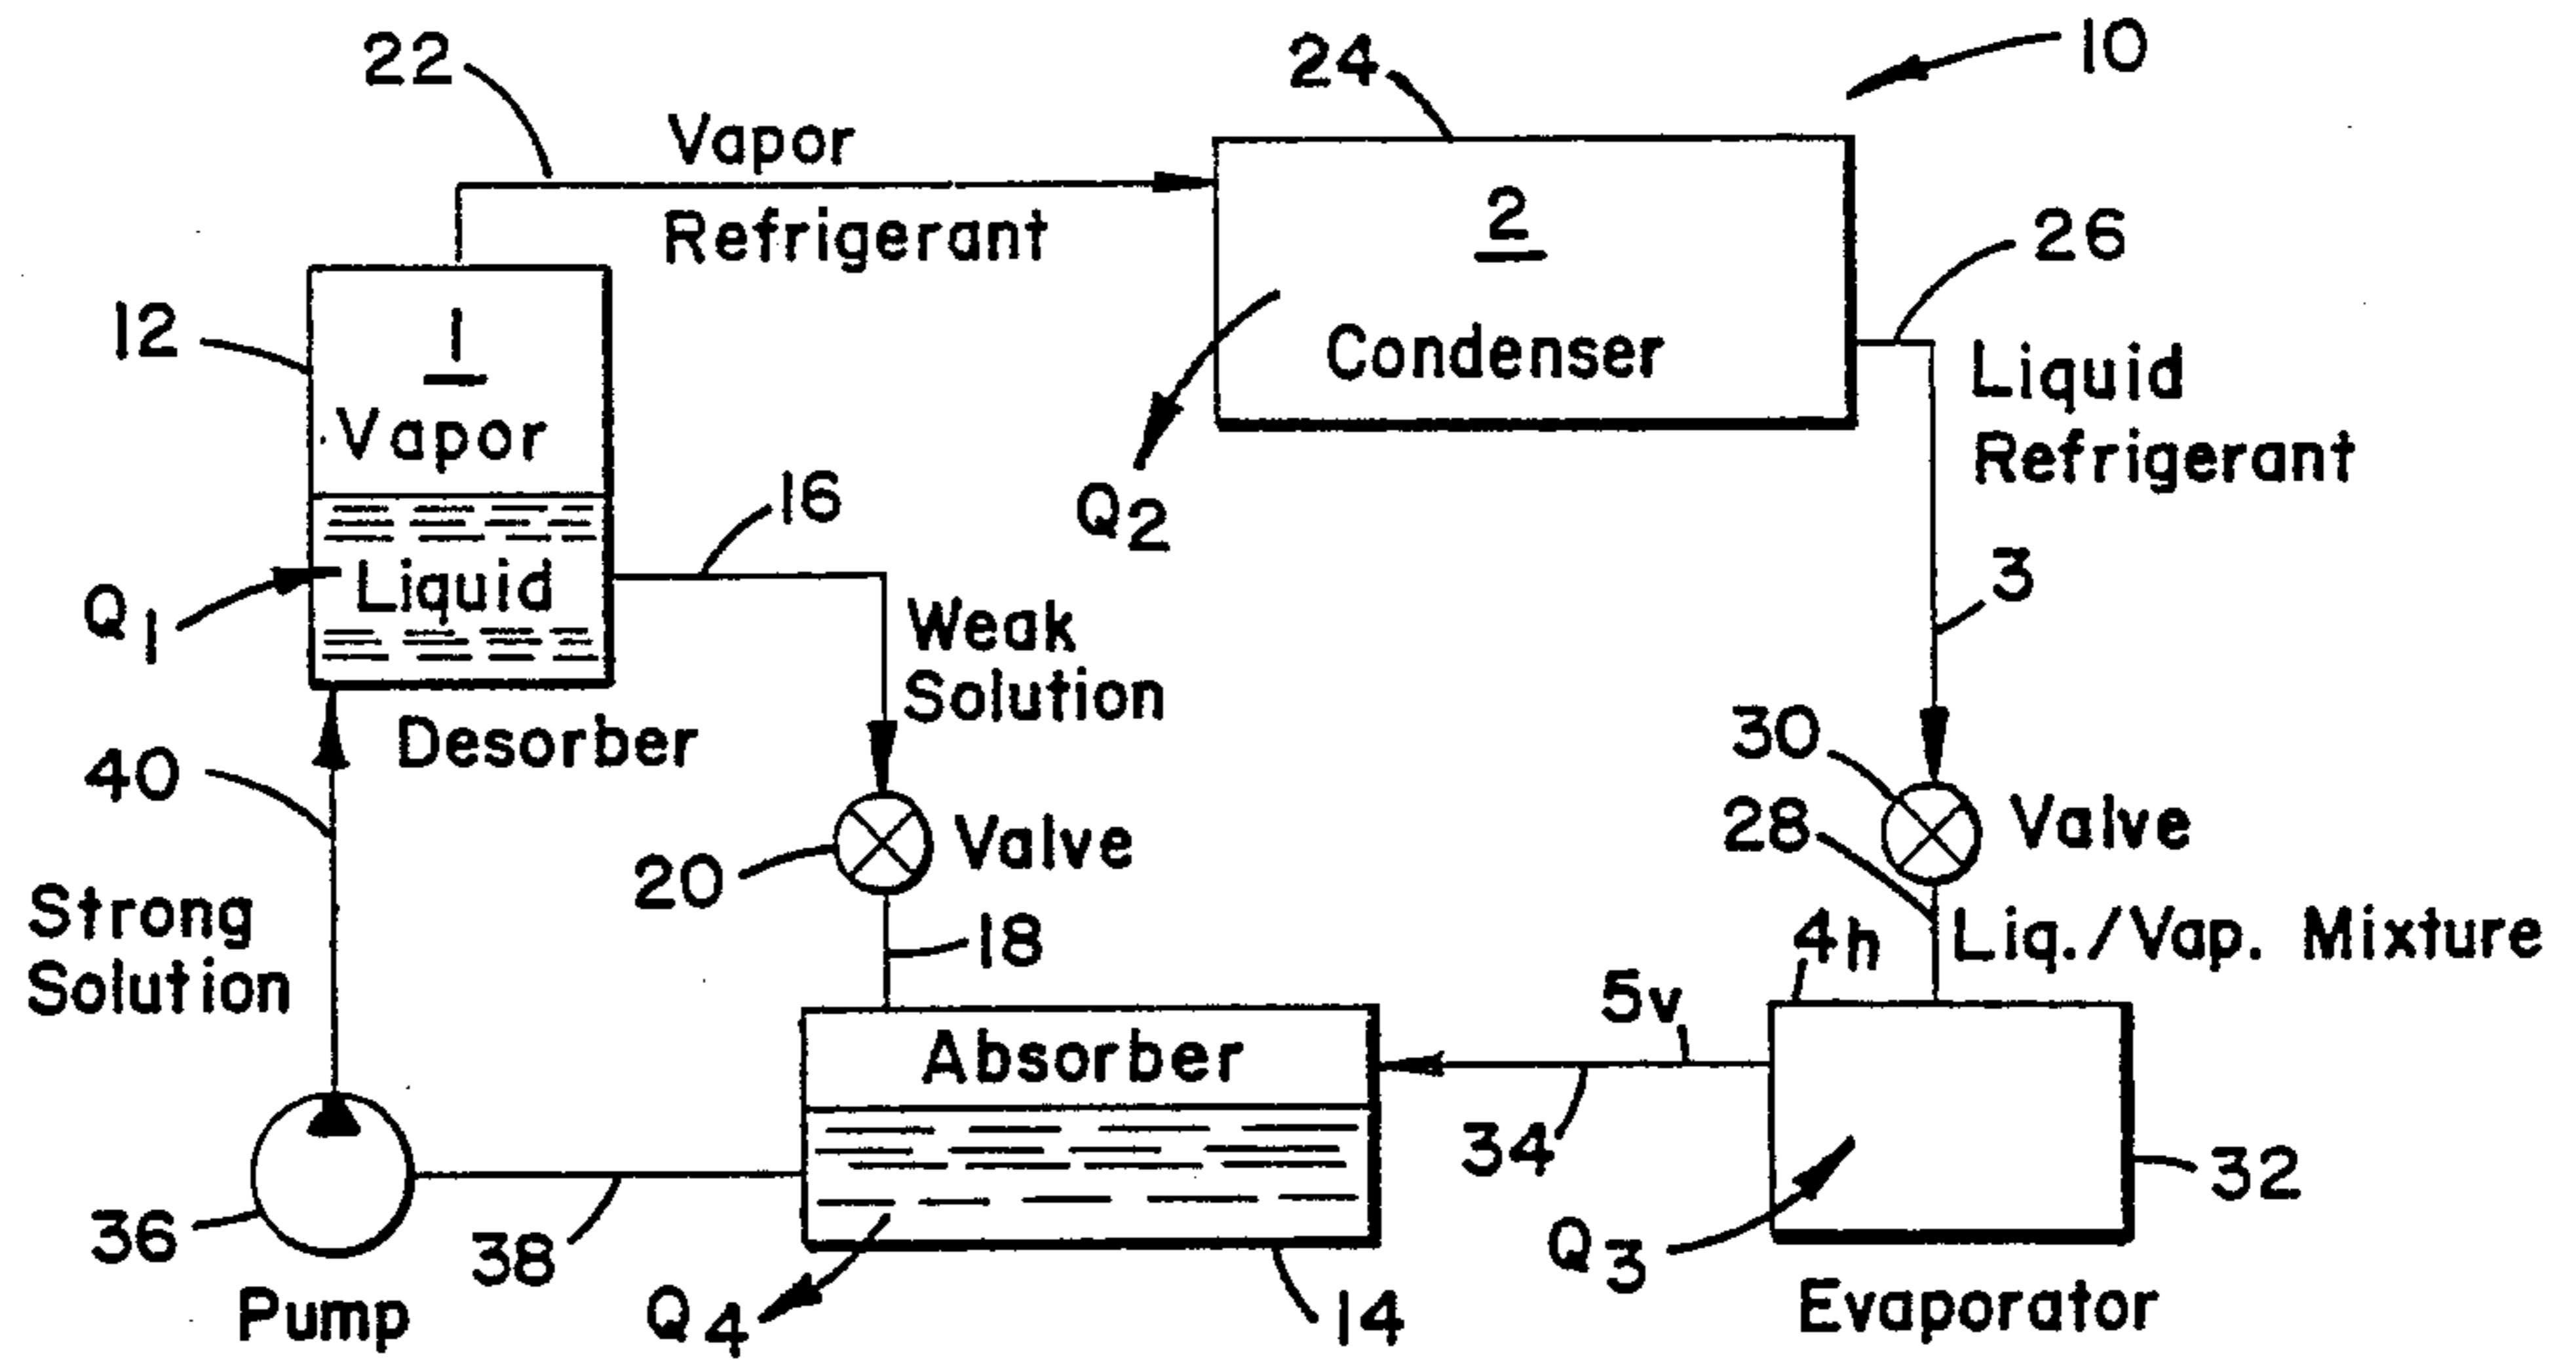 22
24
10
Vapor
Refrigerant
2
Condenser
26
Liquid
Refrigerant
12
1
Vapor
Liquid
Q1
Q2
16
3
Weak
Solution
Desorber
40
30
Valve
20
Valve
28
Strong
Solution
18
4h
Liq./Vap. Mixture
5v
Absorber
34
32
36
38
Q3
Pump
Q4
14
Evaporator